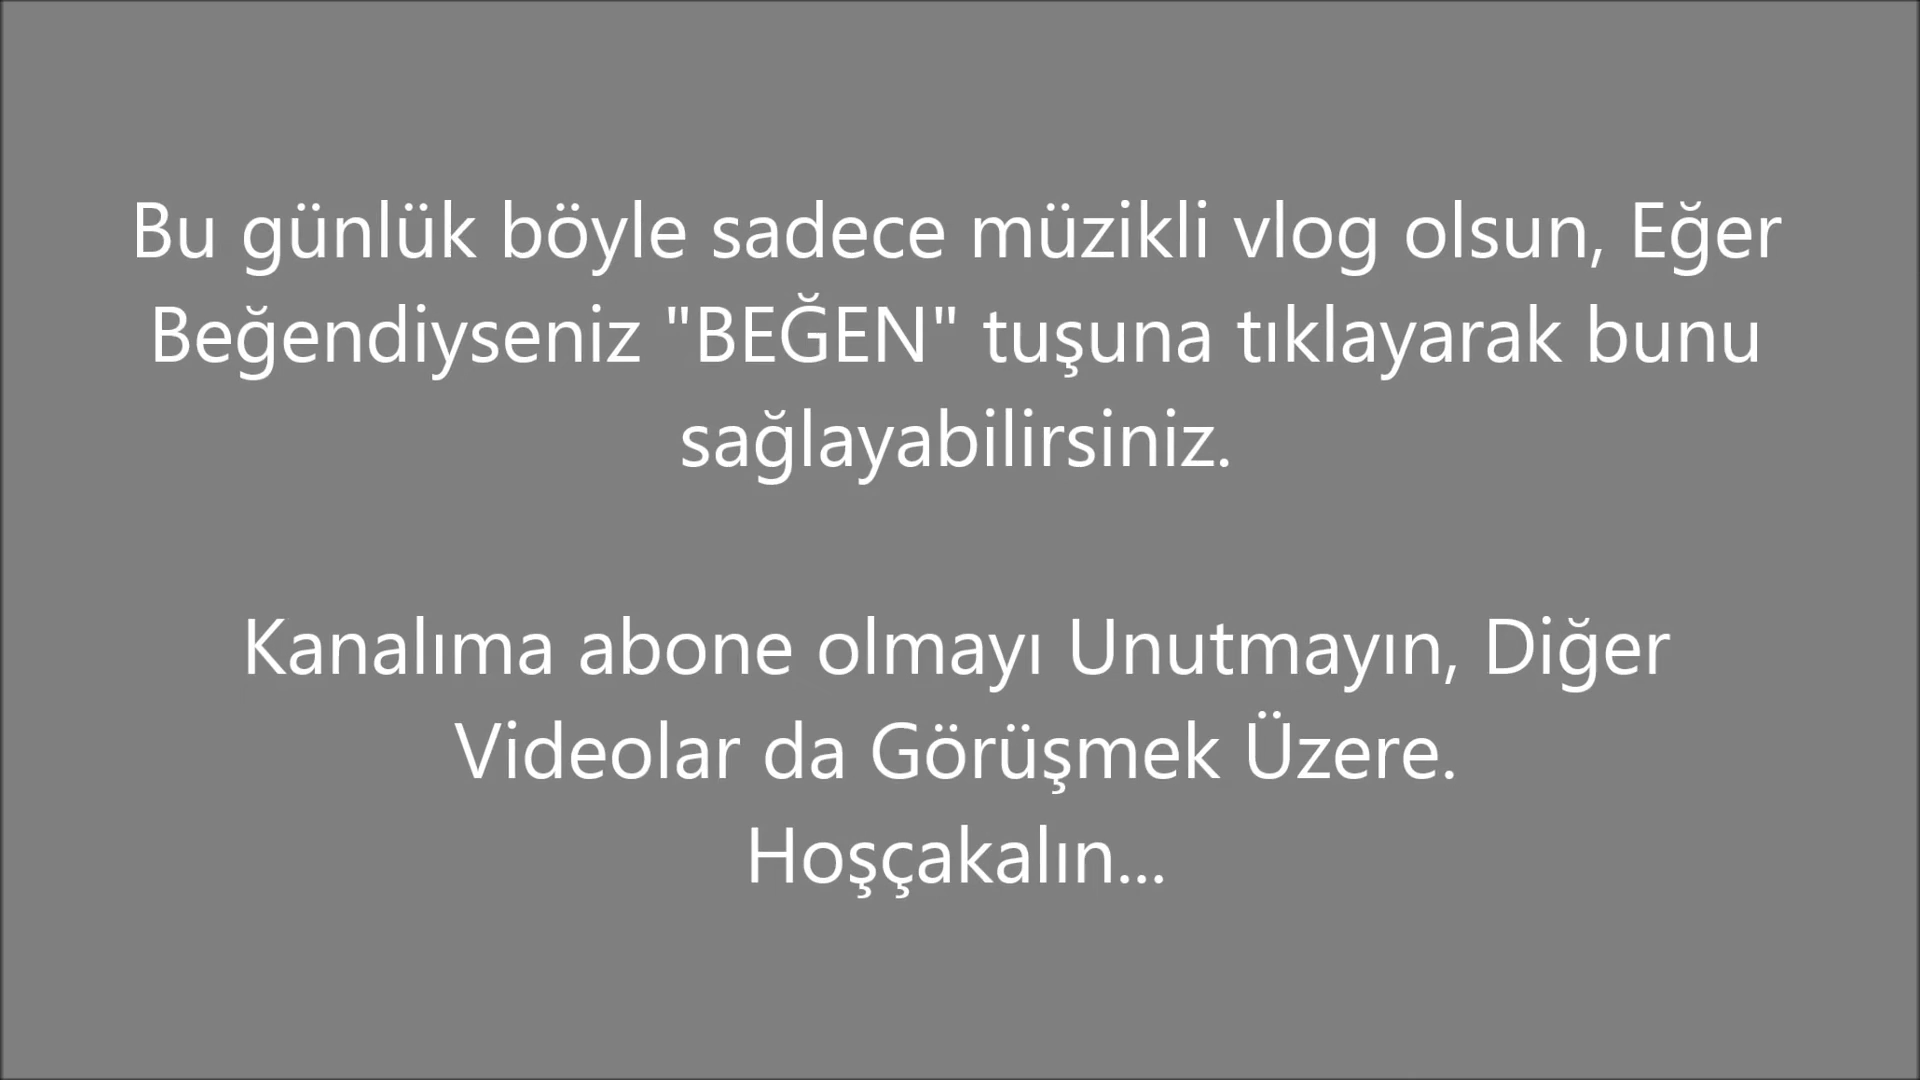 Bu günlük böyle sadece müzikli vlog olsun, Eğer
Beğendiyseniz "BEĞEN" tuşuna tıklayarak bunu
sağlayabilirsiniz.
Kanalıma abone olmayı Unutmayın, Diğer
Videolar da Görüşmek Üzere.
Hoşçakalın...